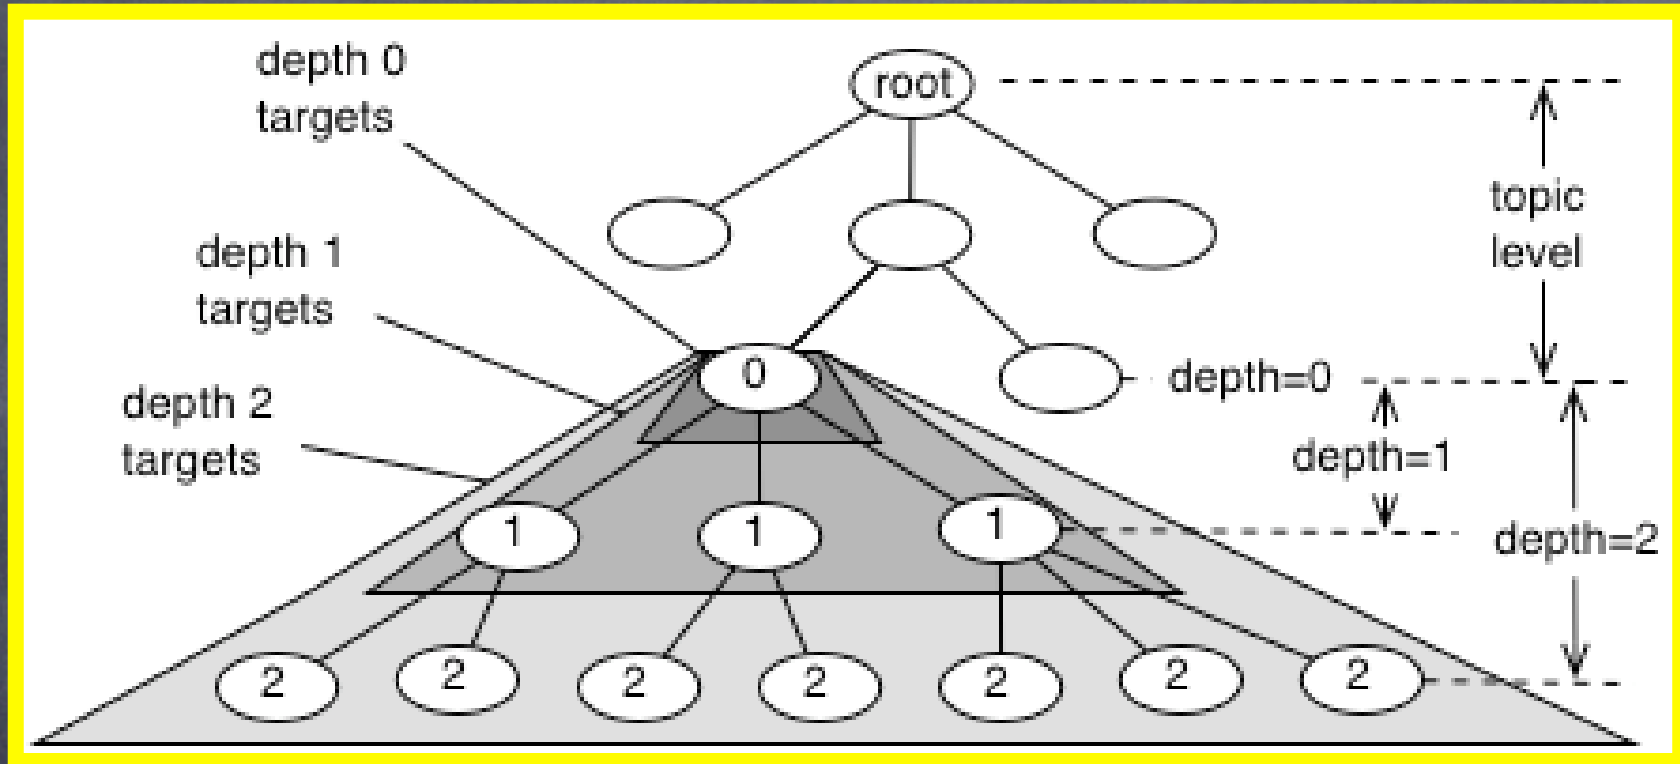 depth 0
targets
root
topic
level
depth 1
targets
0
depth=0
depth 2
targets
depth=1
1
1
1
depth=2
2
2
2
2
2
2
2